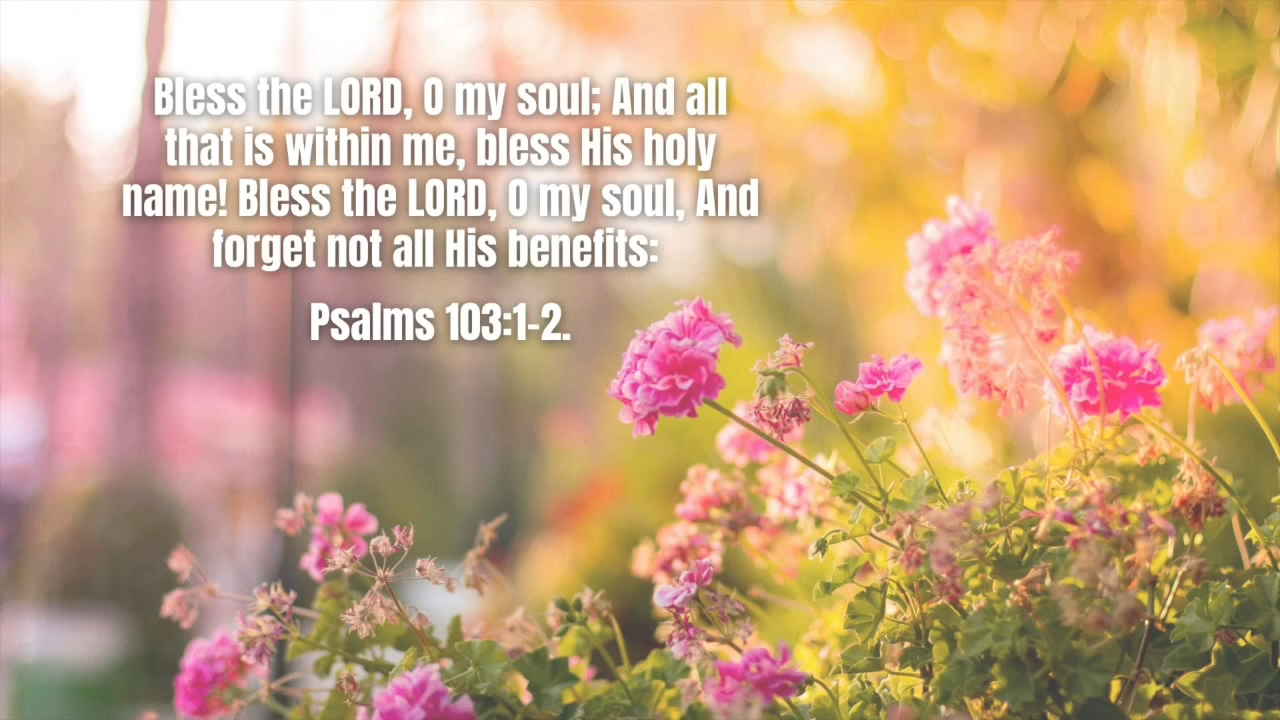 Bless the LORD, O my soul; And all
that is within me, bless His holy
name! Bless the LORD, O my soul, And
forget not all His benefits:
Psalms 103:1-2.